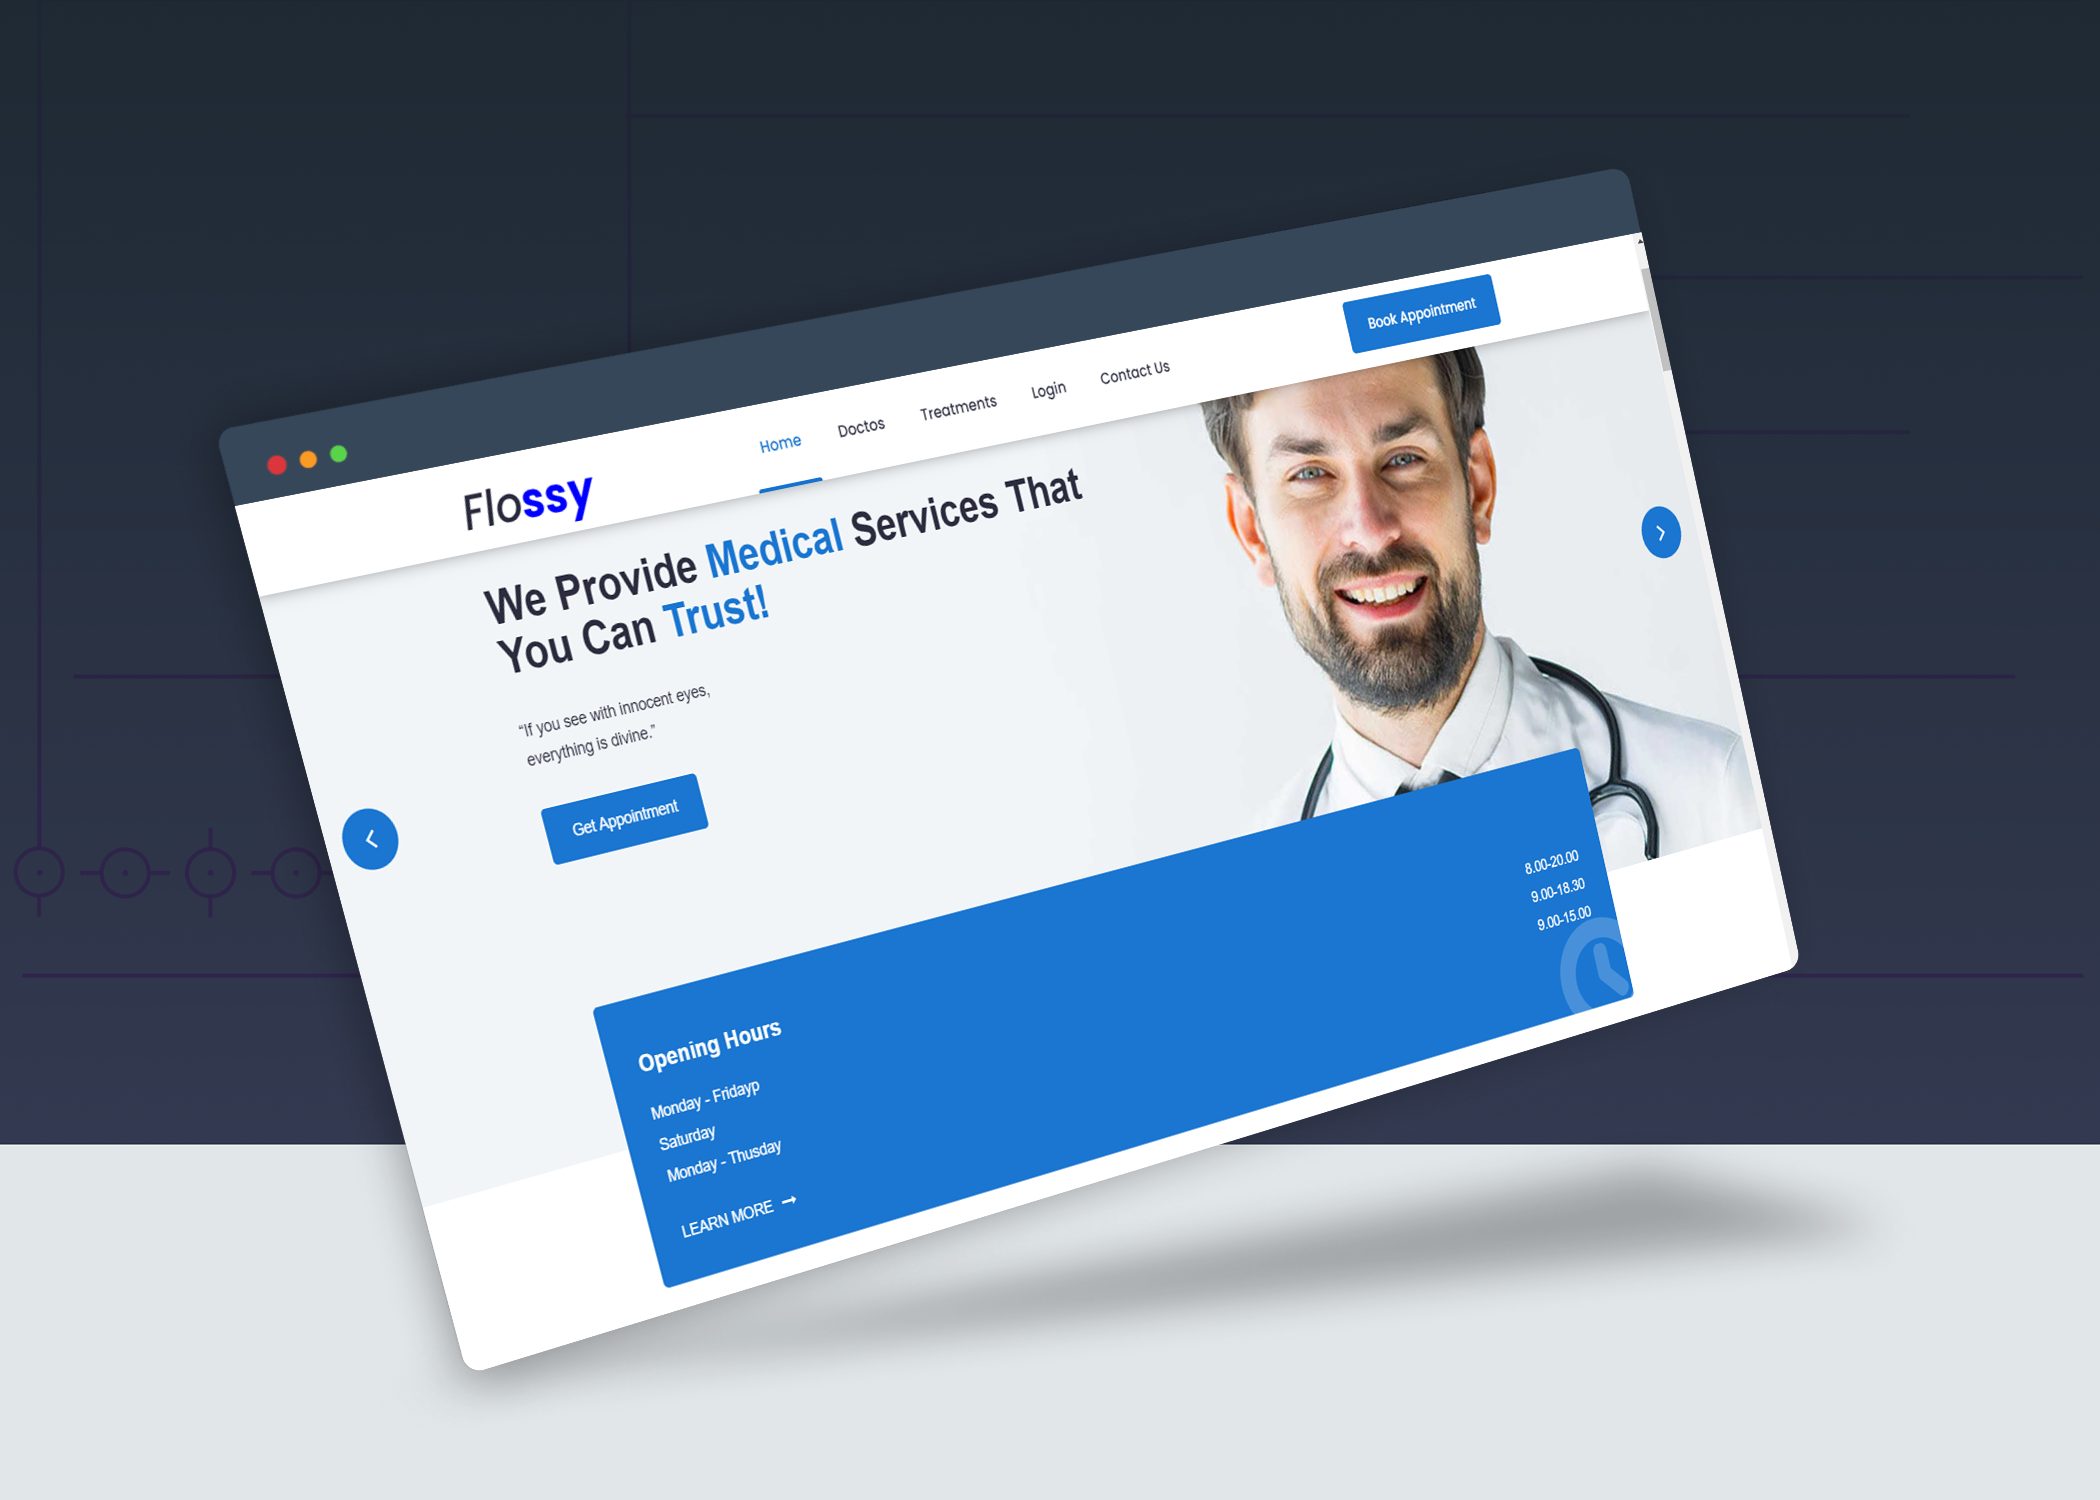 Flossy
Home
Doctos
Treatments
Login
Contact Us
Book Appointment
We Provide Medical Services That
You Can Trust!
“If you see with innocent eyes,
everything is divine.”
Get Appointment
Opening Hours
Monday - Fridayp
8.00-20.00
Saturday
9.00-18.30
Monday - Thusday
9.00-15.00
LEARN MORE →